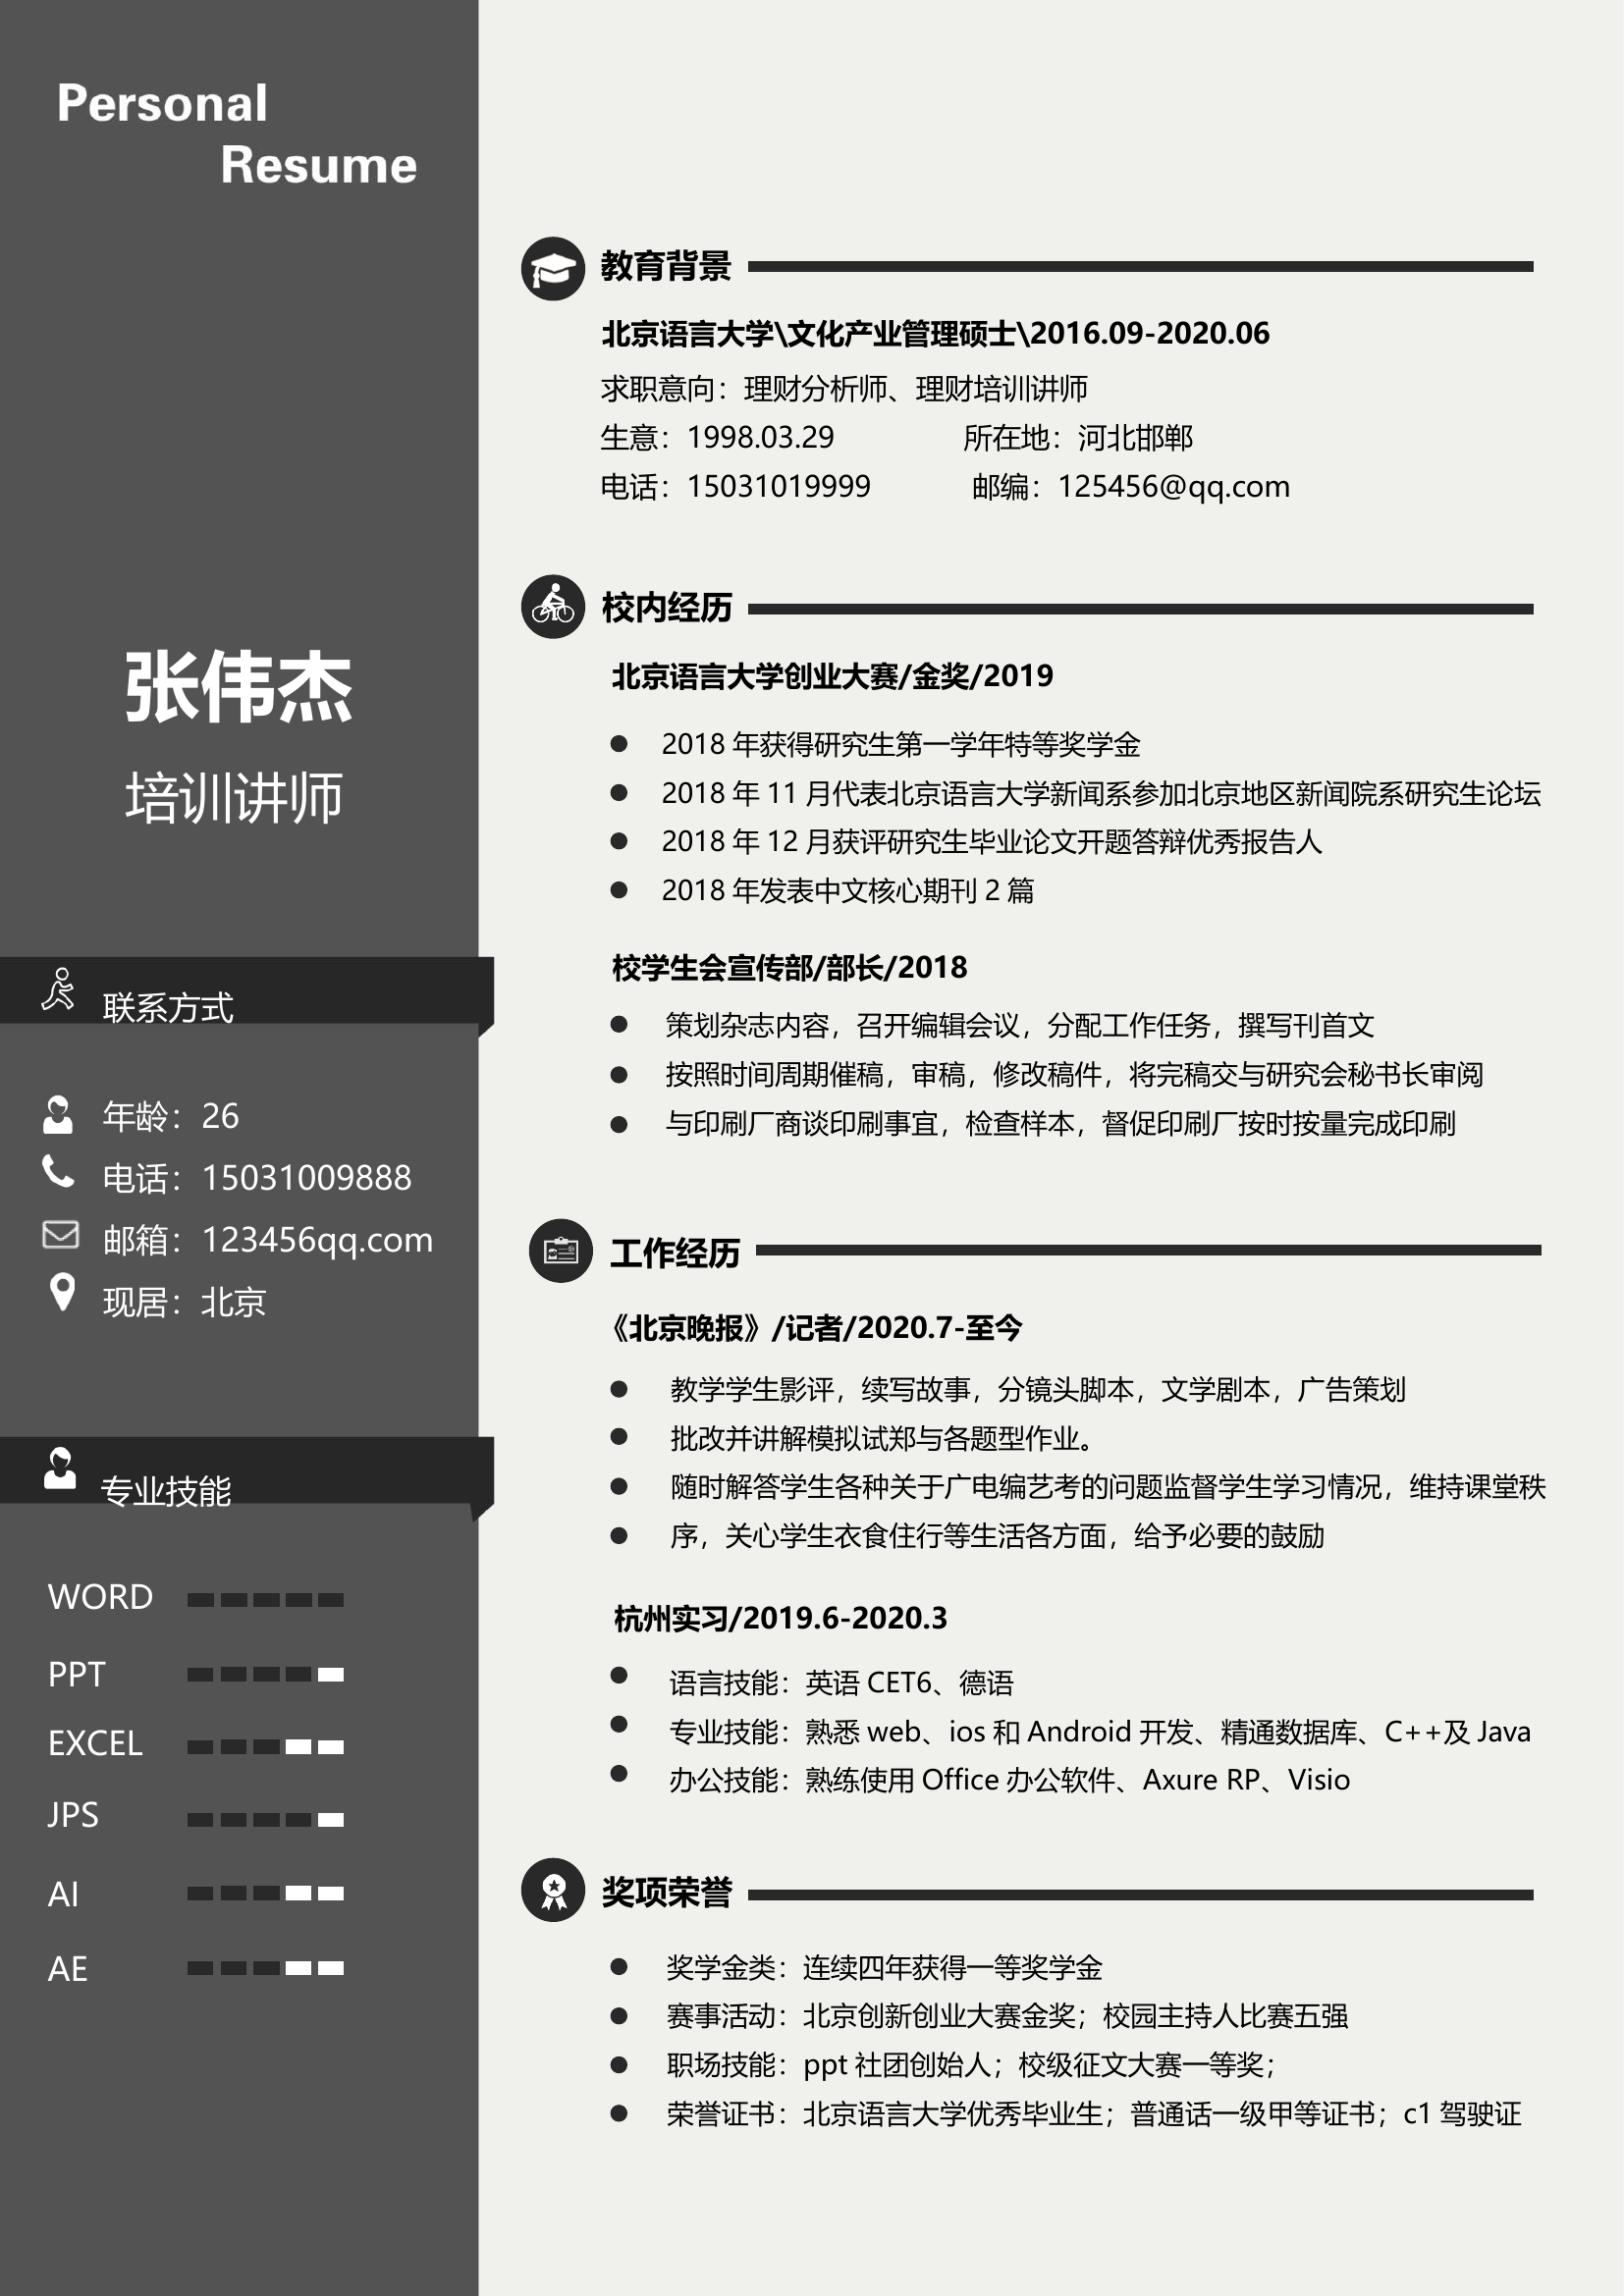 Personal
Resume
张伟杰
培训讲师
联系方式
年龄：26
电话：15031009888
邮箱：123456qq.com
现居：北京
专业技能
WORD
PPT
EXCEL
JPS
AI
AE
教育背景
北京语言大学\文化产业管理硕士\2016.09-2020.06
求职意向：理财分析师、理财培训讲师
生意：1998.03.29 所在地：河北邯郸
电话：15031019999 邮编：125456@qq.com
校内经历
北京语言大学创业大赛/金奖/2019
2018 年获得研究生第一学年特等奖学金
2018 年 11 月代表北京语言大学新闻系参加北京地区新闻院系研究生论坛
2018 年 12 月获评研究生毕业论文开题答辩优秀报告人
2018 年发表中文核心期刊 2 篇
校学生会宣传部/部长/2018
策划杂志内容，召开编辑会议，分配工作任务，撰写刊首文
按照时间周期催稿，审稿，修改稿件，将完稿交与研究会秘书长审阅
与印刷厂商谈印刷事宜，检查样本，督促印刷厂按时按量完成印刷
工作经历
《北京晚报》/记者/2020.7-至今
教学学生影评，续写故事，分镜头脚本，文学剧本，广告策划
批改并讲解模拟试郑与各题型作业。
随时解答学生各种关于广电编艺考的问题监督学生学习情况，维持课堂秩
序，关心学生衣食住行等生活各方面，给予必要的鼓励
杭州实习/2019.6-2020.3
语言技能：英语 CET6、德语
专业技能：熟悉 web、ios 和 Android 开发、精通数据库、C++及 Java
办公技能：熟练使用 Office 办公软件、Axure RP、Visio
奖项荣誉
奖学金类：连续四年获得一等奖学金
赛事活动：北京创新创业大赛金奖；校园主持人比赛五强
职场技能：ppt 社团创始人；校级征文大赛一等奖；
荣誉证书：北京语言大学优秀毕业生；普通话一级甲等证书；c1 驾驶证